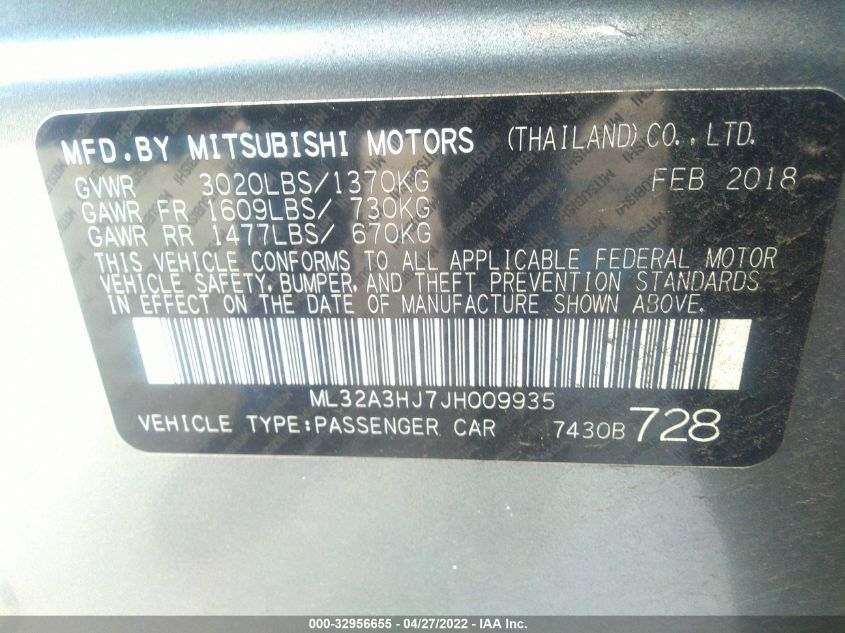 MFD.BY MITSUBISHI MOTORS (THAILAND)CO.,LTD.
GVWR 3020LBS/1370KG FEB 2018
GAWR FR 1609LBS/ 730KG
GAWR RR 1477LBS/ 670KG
THIS VEHICLE CONFORMS TO ALL APPLICABLE FEDERAL MOTOR
VEHICLE SAFETY,BUMPER,AND THEFT PREVENTION STANDARDS
IN EFFECT ON THE DATE OF MANUFACTURE SHOWN ABOVE.
ML32A3HJ7JH009935
VEHICLE TYPE:PASSENGER CAR 7430B 728
000-32956655 - 04/27/2022 - IAA Inc.